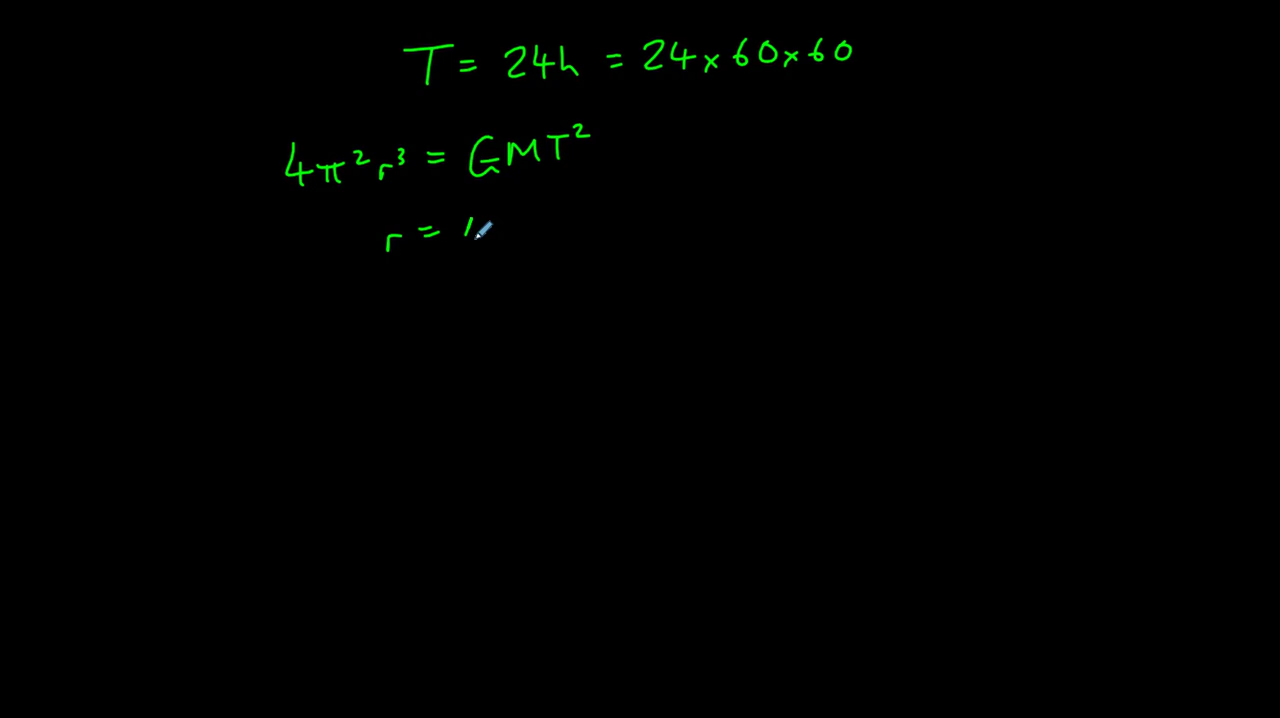 T = 24h = 24 x 60 x 60
4π²r³ = GMT²
r =